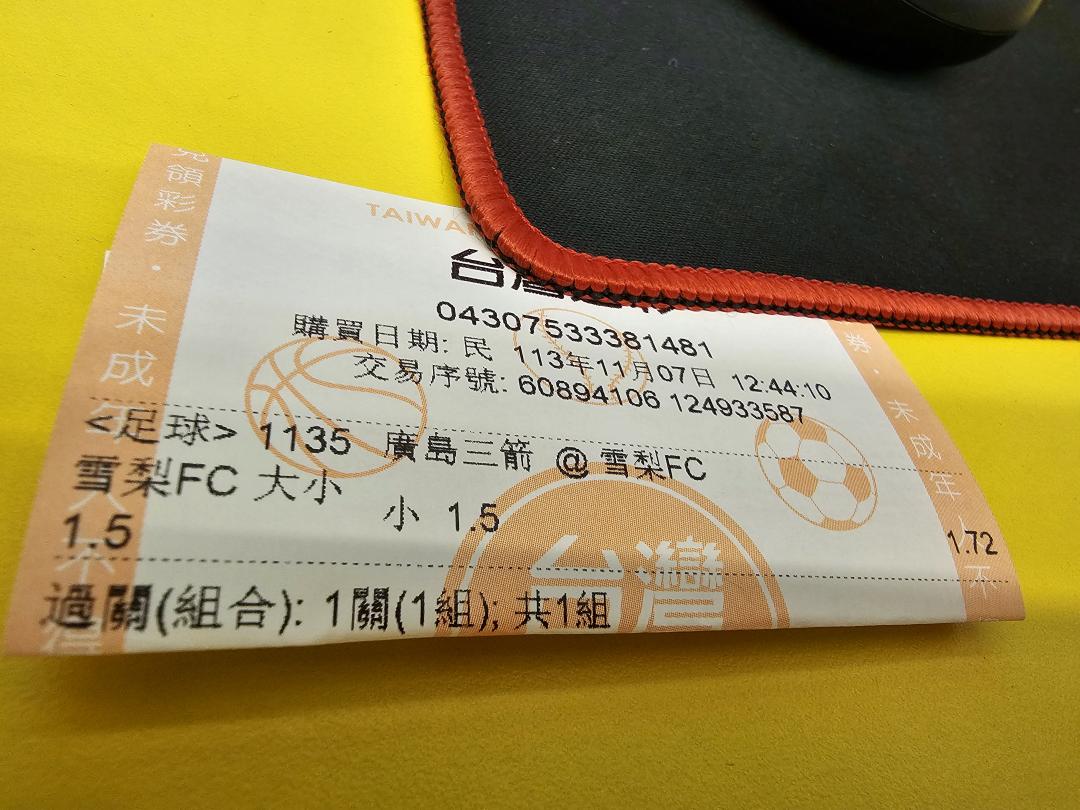 TAIWAN
台灣
04307533381481
購買日期: 民 113年11月07日 12:44:10
交易序號: 60894106 124933587
<足球> 1135 廣島三箭 @ 雪梨FC
雪梨FC 大小
小 1.5
1.5
1.72
過關(組合): 1關(1組); 共1組
領彩券・未成年人不得
券・未成年人不
台灣